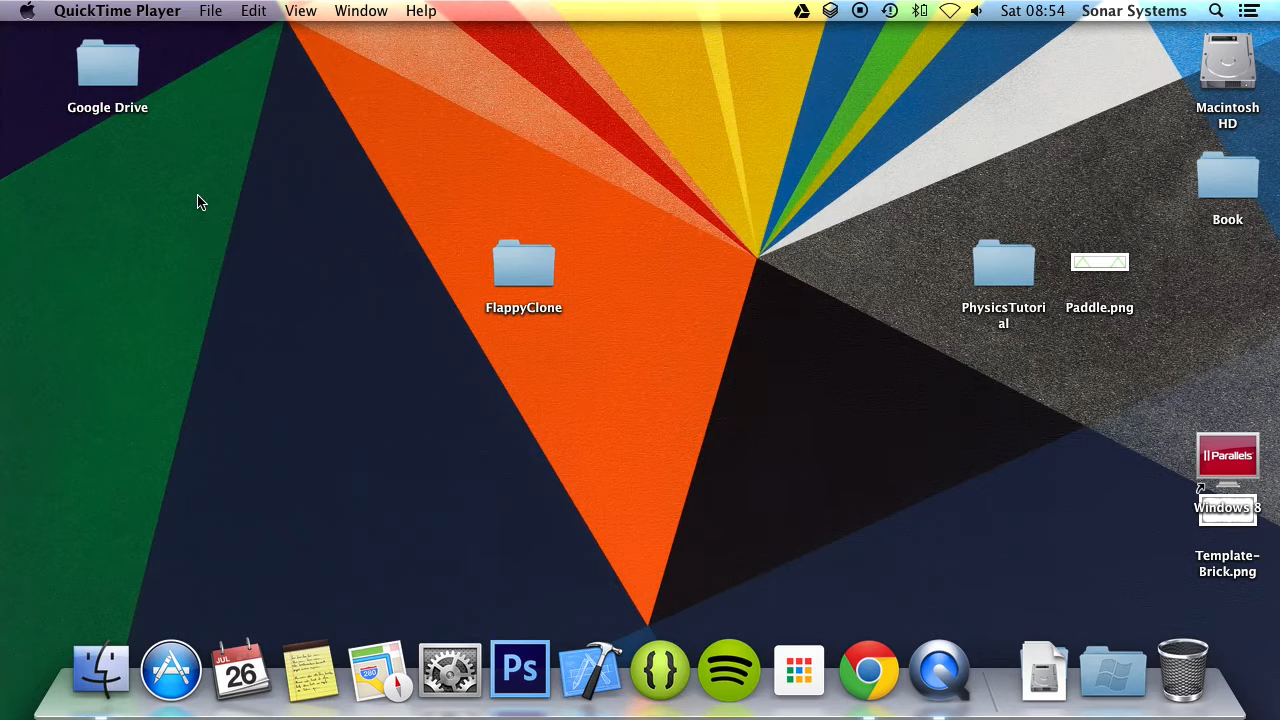 QuickTime Player File Edit View Window Help Sat 08:54 Sonar Systems
Google Drive
Macintosh
HD
Book
FlappyClone
PhysicsTutori
al
Paddle.png
Parallels
Windows 8
Template-
Brick.png
JUL
26
280
Ps
{}